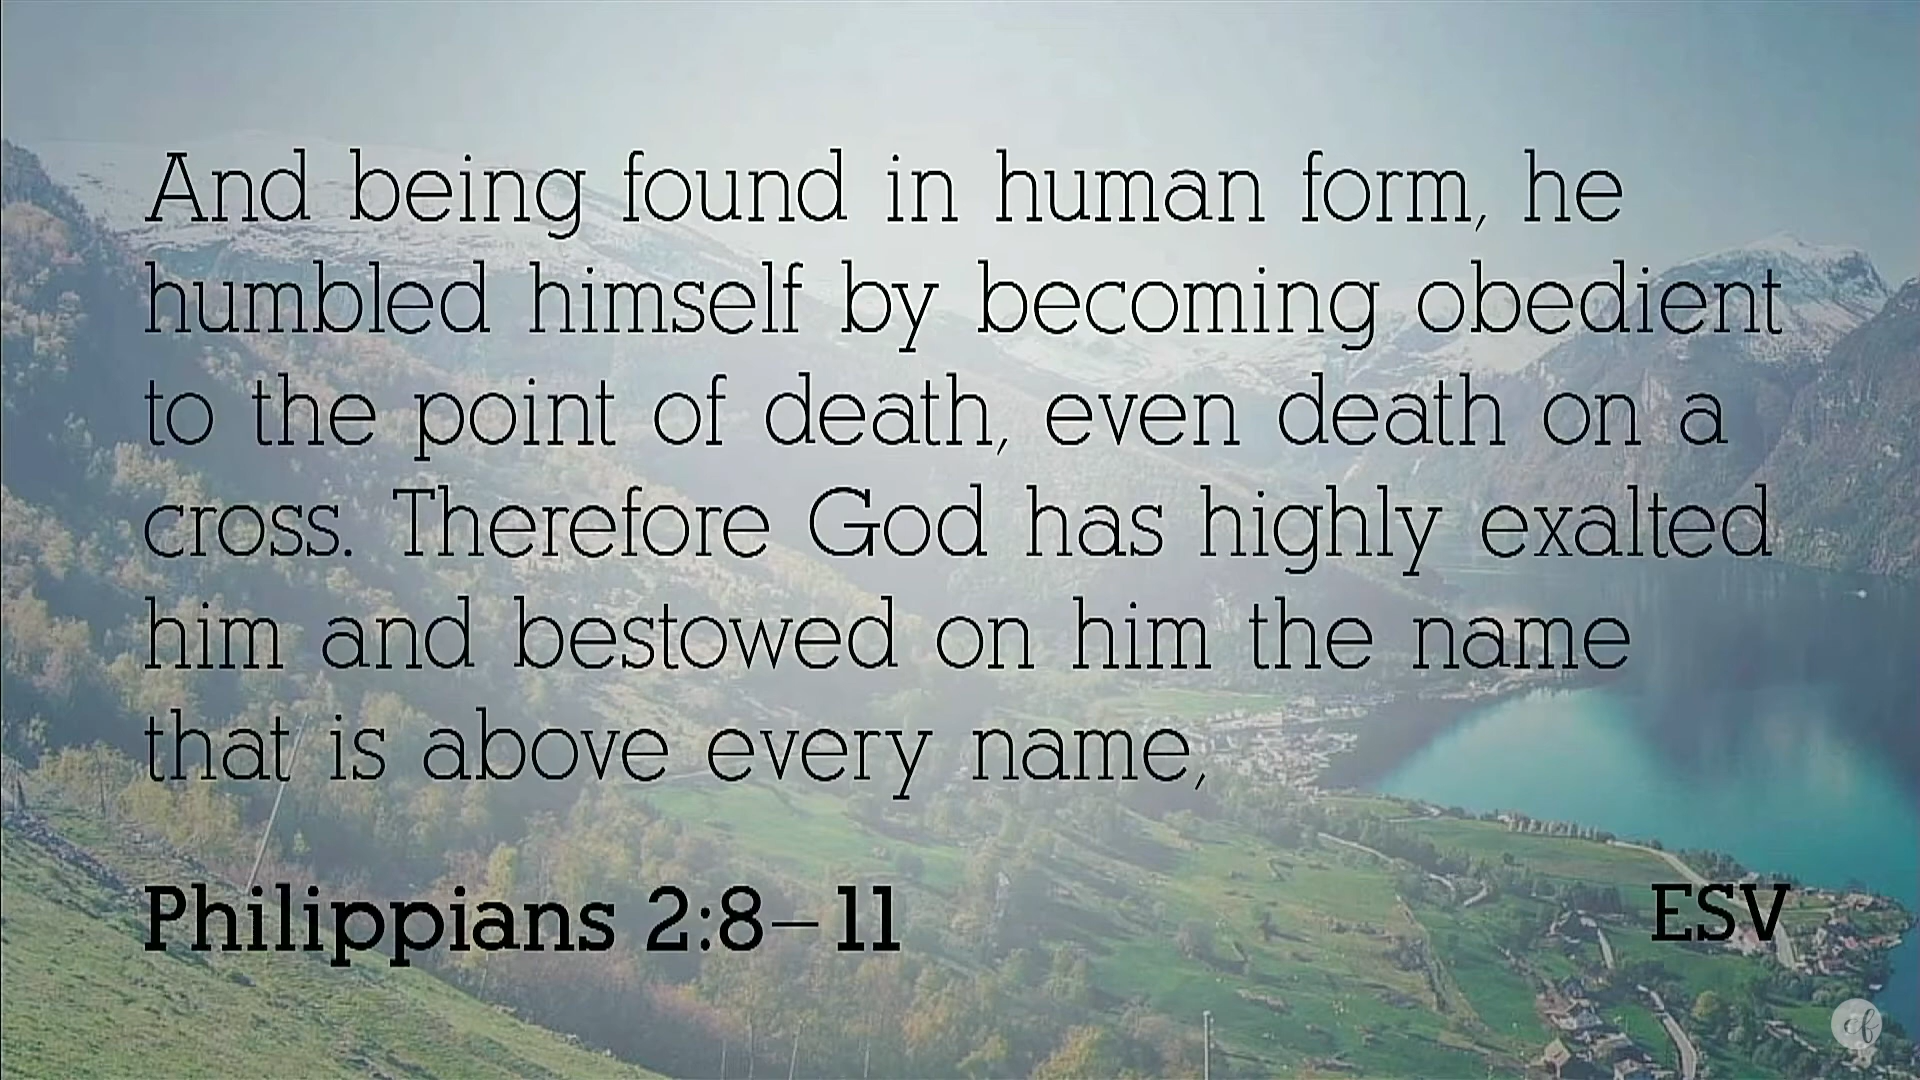 And being found in human form, he
humbled himself by becoming obedient
to the point of death, even death on a
cross. Therefore God has highly exalted
him and bestowed on him the name
that is above every name,
Philippians 2:8–11 ESV
cf